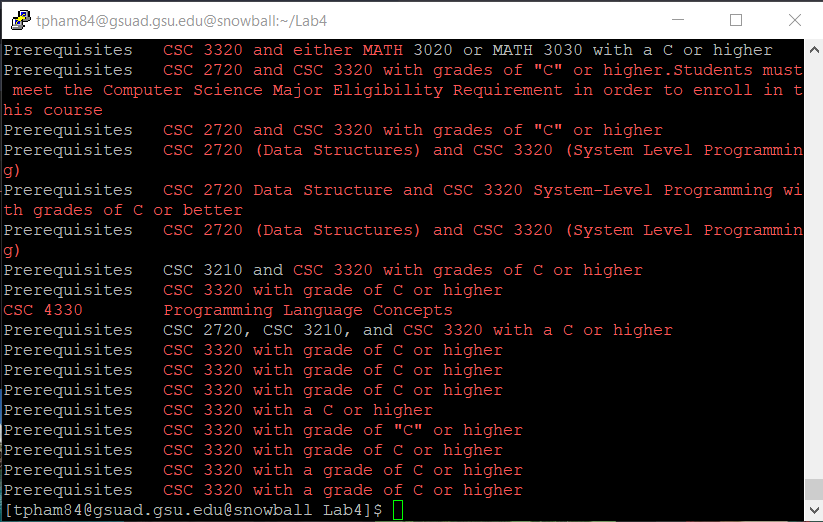 tpham84@gsuad.gsu.edu@snowball:~/Lab4
Prerequisites   CSC 3320 and either MATH 3020 or MATH 3030 with a C or higher
Prerequisites   CSC 2720 and CSC 3320 with grades of "C" or higher.Students must
 meet the Computer Science Major Eligibility Requirement in order to enroll in t
his course
Prerequisites   CSC 2720 and CSC 3320 with grades of "C" or higher
Prerequisites   CSC 2720 (Data Structures) and CSC 3320 (System Level Programmin
g)
Prerequisites   CSC 2720 Data Structure and CSC 3320 System-Level Programming wi
th grades of C or better
Prerequisites   CSC 2720 (Data Structures) and CSC 3320 (System Level Programmin
g)
Prerequisites   CSC 3210 and CSC 3320 with grades of C or higher
Prerequisites   CSC 3320 with grade of C or higher
CSC 4330        Programming Language Concepts
Prerequisites   CSC 2720, CSC 3210, and CSC 3320 with a C or higher
Prerequisites   CSC 3320 with grade of C or higher
Prerequisites   CSC 3320 with grade of C or higher
Prerequisites   CSC 3320 with grade of C or higher
Prerequisites   CSC 3320 with a C or higher
Prerequisites   CSC 3320 with grade of "C" or higher
Prerequisites   CSC 3320 with grade of C or higher
Prerequisites   CSC 3320 with a grade of C or higher
Prerequisites   CSC 3320 with a grade of C or higher
[tpham84@gsuad.gsu.edu@snowball Lab4]$